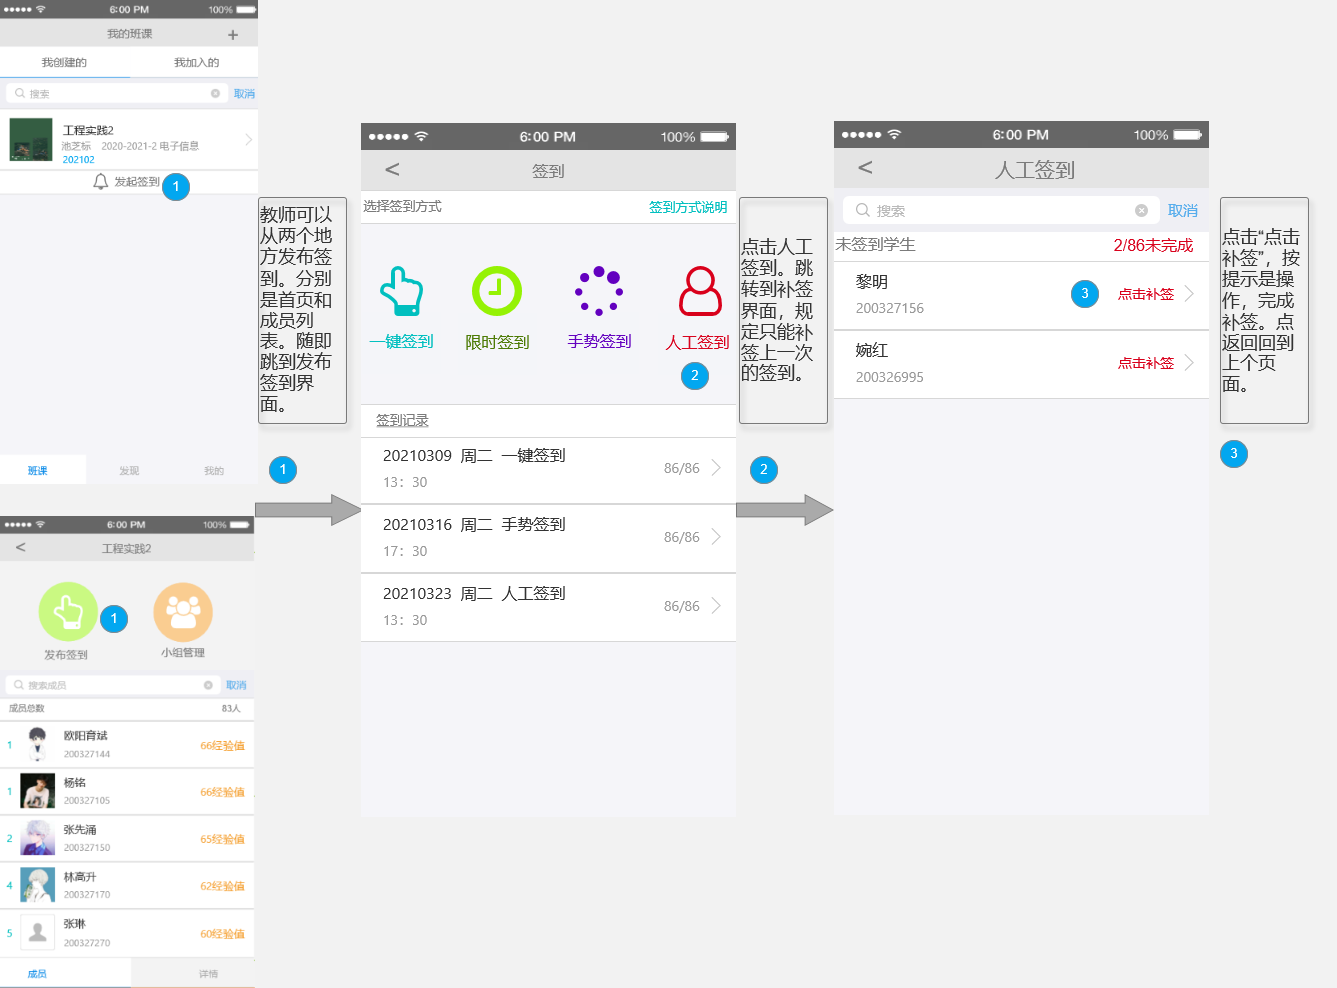 6:00 PM
100%
我的班课
+
我创建的
我加入的
搜索
取消
工程实践2
池芝标 2020-2021-2 电子信息
202102
发起签到
1
班课
发现
我的
6:00 PM
100%
<
工程实践2
1
发布签到
小组管理
搜索成员
取消
成员总数
83人
1
欧阳育斌
200327144
66经验值
1
杨铭
200327105
66经验值
2
张先涌
200327150
65经验值
4
林高升
200327170
62经验值
5
张琳
200327270
60经验值
成员
详情
教师可以
从两个地
方发布签
到。分别
是首页和
成员列
表。随即
跳到发布
签到界
面。
1
6:00 PM
100%
<
签到
选择签到方式
签到方式说明
一键签到
限时签到
手势签到
人工签到
2
签到记录
20210309 周二 一键签到
13：30
86/86
20210316 周二 手势签到
17：30
86/86
20210323 周二 人工签到
13：30
86/86
点击人工
签到。跳
转到补签
界面，规
定只能补
签上一次
的签到。
2
6:00 PM
100%
<
人工签到
搜索
取消
未签到学生
2/86未完成
黎明
200327156
3
点击补签
婉红
200326995
点击补签
点击“点击
补签”，按
提示是操
作，完成
补签。点
返回回到
上个页
面。
3